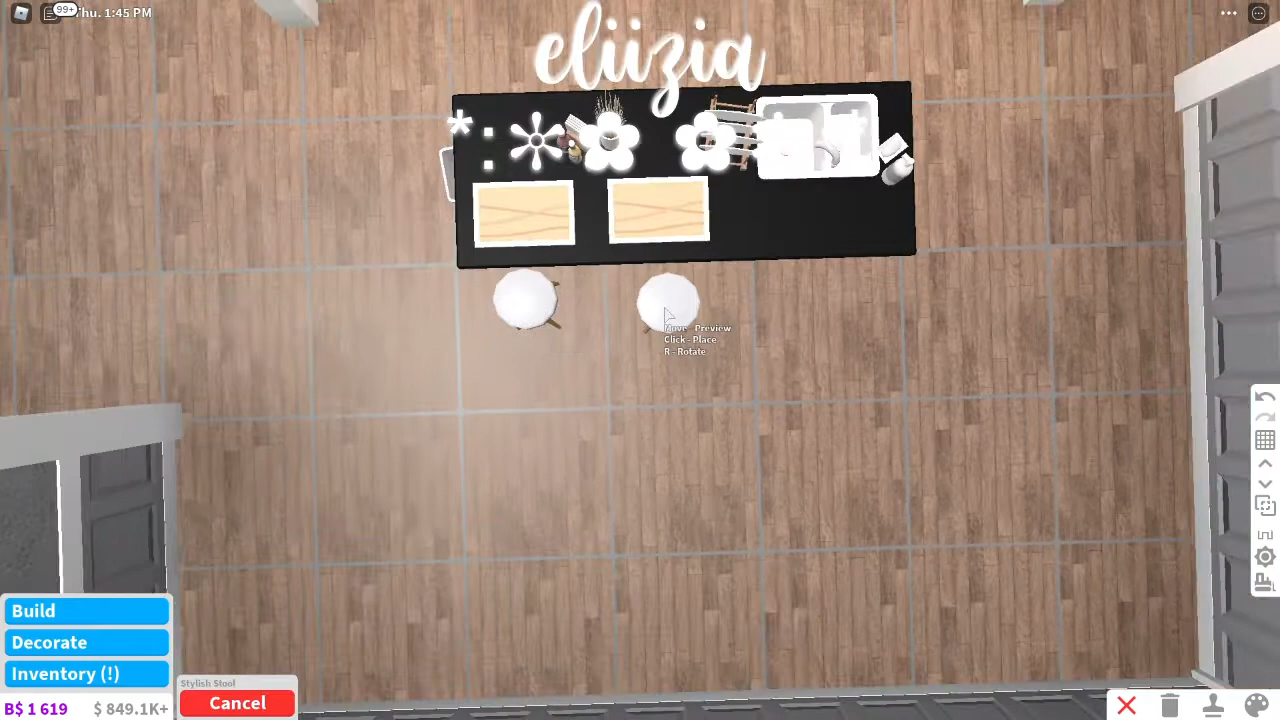 99+
Thu. 1:45 PM
eliizia
Move - Preview
Click - Place
R - Rotate
Build
Decorate
Inventory (!)
B$ 1 619
$ 849.1K+
Stylish Stool
Cancel